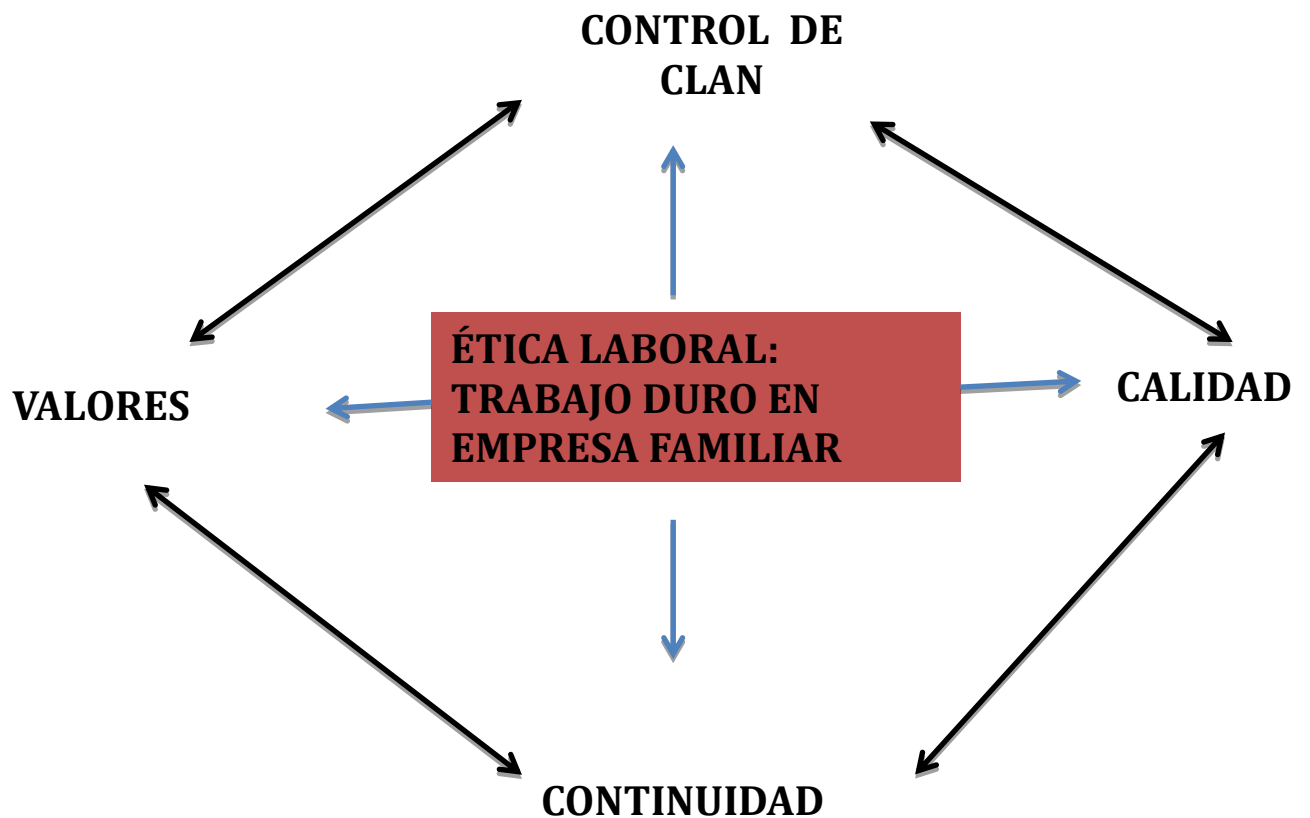 CONTROL DE
CLAN
ÉTICA LABORAL:
TRABAJO DURO EN
EMPRESA FAMILIAR
VALORES
CALIDAD
CONTINUIDAD